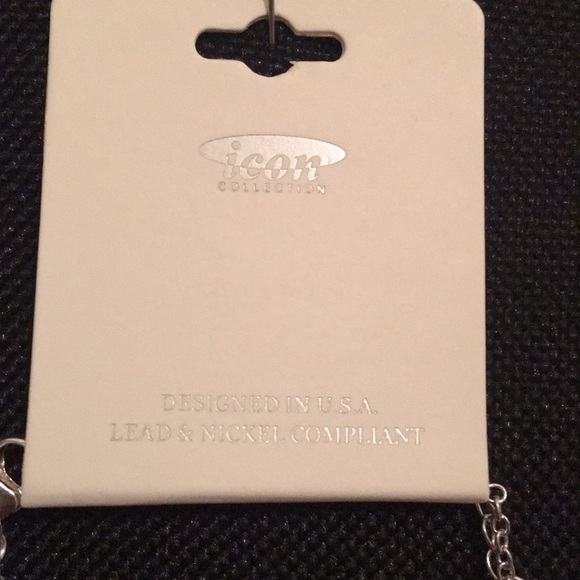 icon
COLLECTION
DESIGNED IN U.S.A.
LEAD & NICKEL COMPLIANT